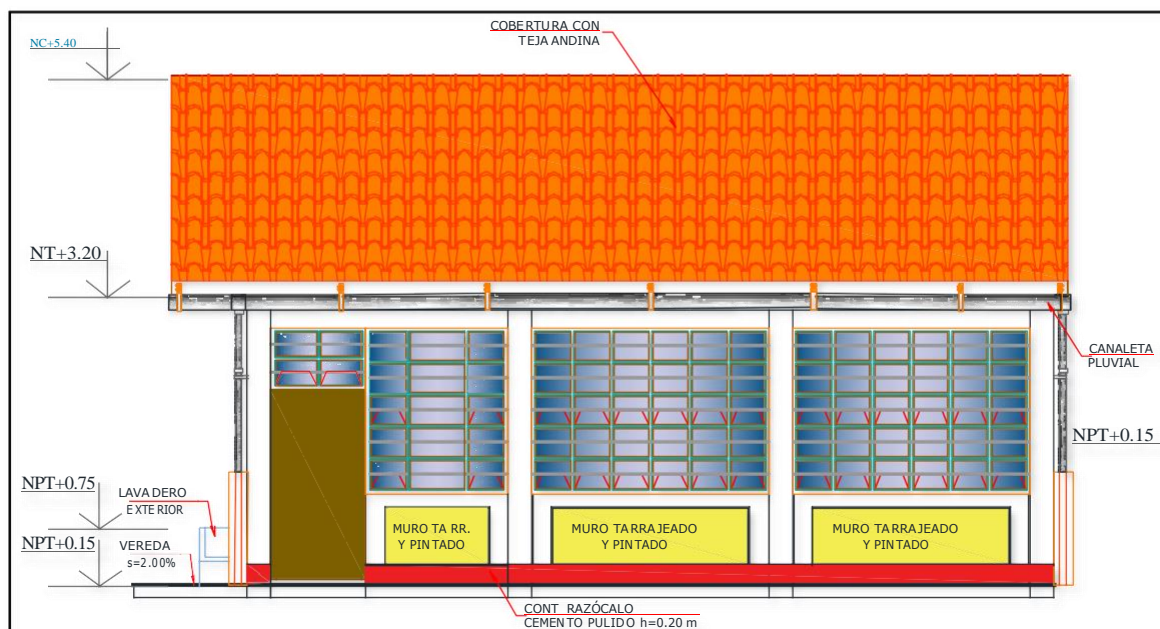 COBERTURA CON
TEJA ANDINA
NC+5.40
NT+3.20
CANALETA
PLUVIAL
NPT+0.15
NPT+0.75
LAVADERO
EXTERIOR
NPT+0.15
VEREDA
s=2.00%
MURO TARR.
Y PINTADO
MURO TARRAJEADO
Y PINTADO
MURO TARRAJEADO
Y PINTADO
CONT RAZÓCALO
CEMENTO PULIDO h=0.20 m